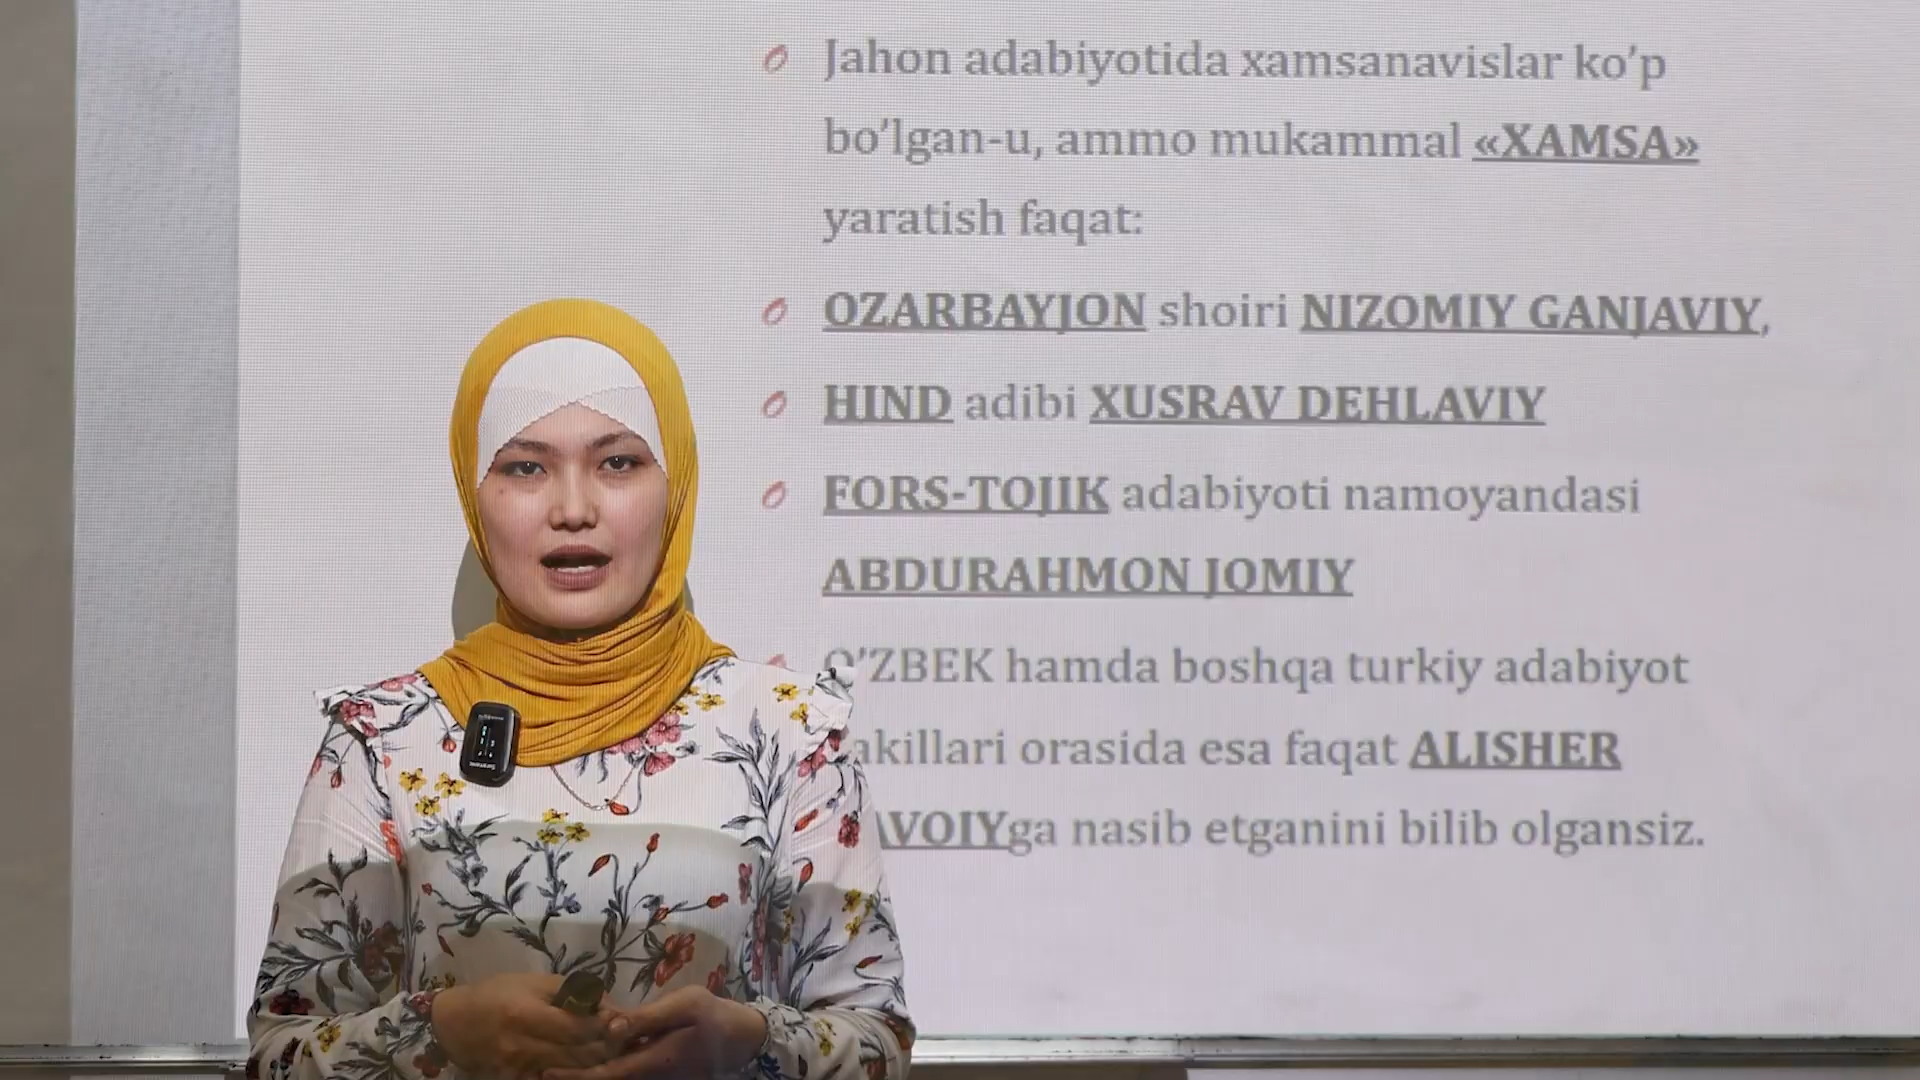 Jahon adabiyotida xamsanavislar ko’p
bo’lgan-u, ammo mukammal «XAMSA»
yaratish faqat:
OZARBAYJON shoiri NIZOMIY GANJAVIY,
HIND adibi XUSRAV DEHLAVIY
FORS-TOJIK adabiyoti namoyandasi
ABDURAHMON JOMIY
O’ZBEK hamda boshqa turkiy adabiyot
akillari orasida esa faqat ALISHER
AVOIYga nasib etganini bilib olgansiz.